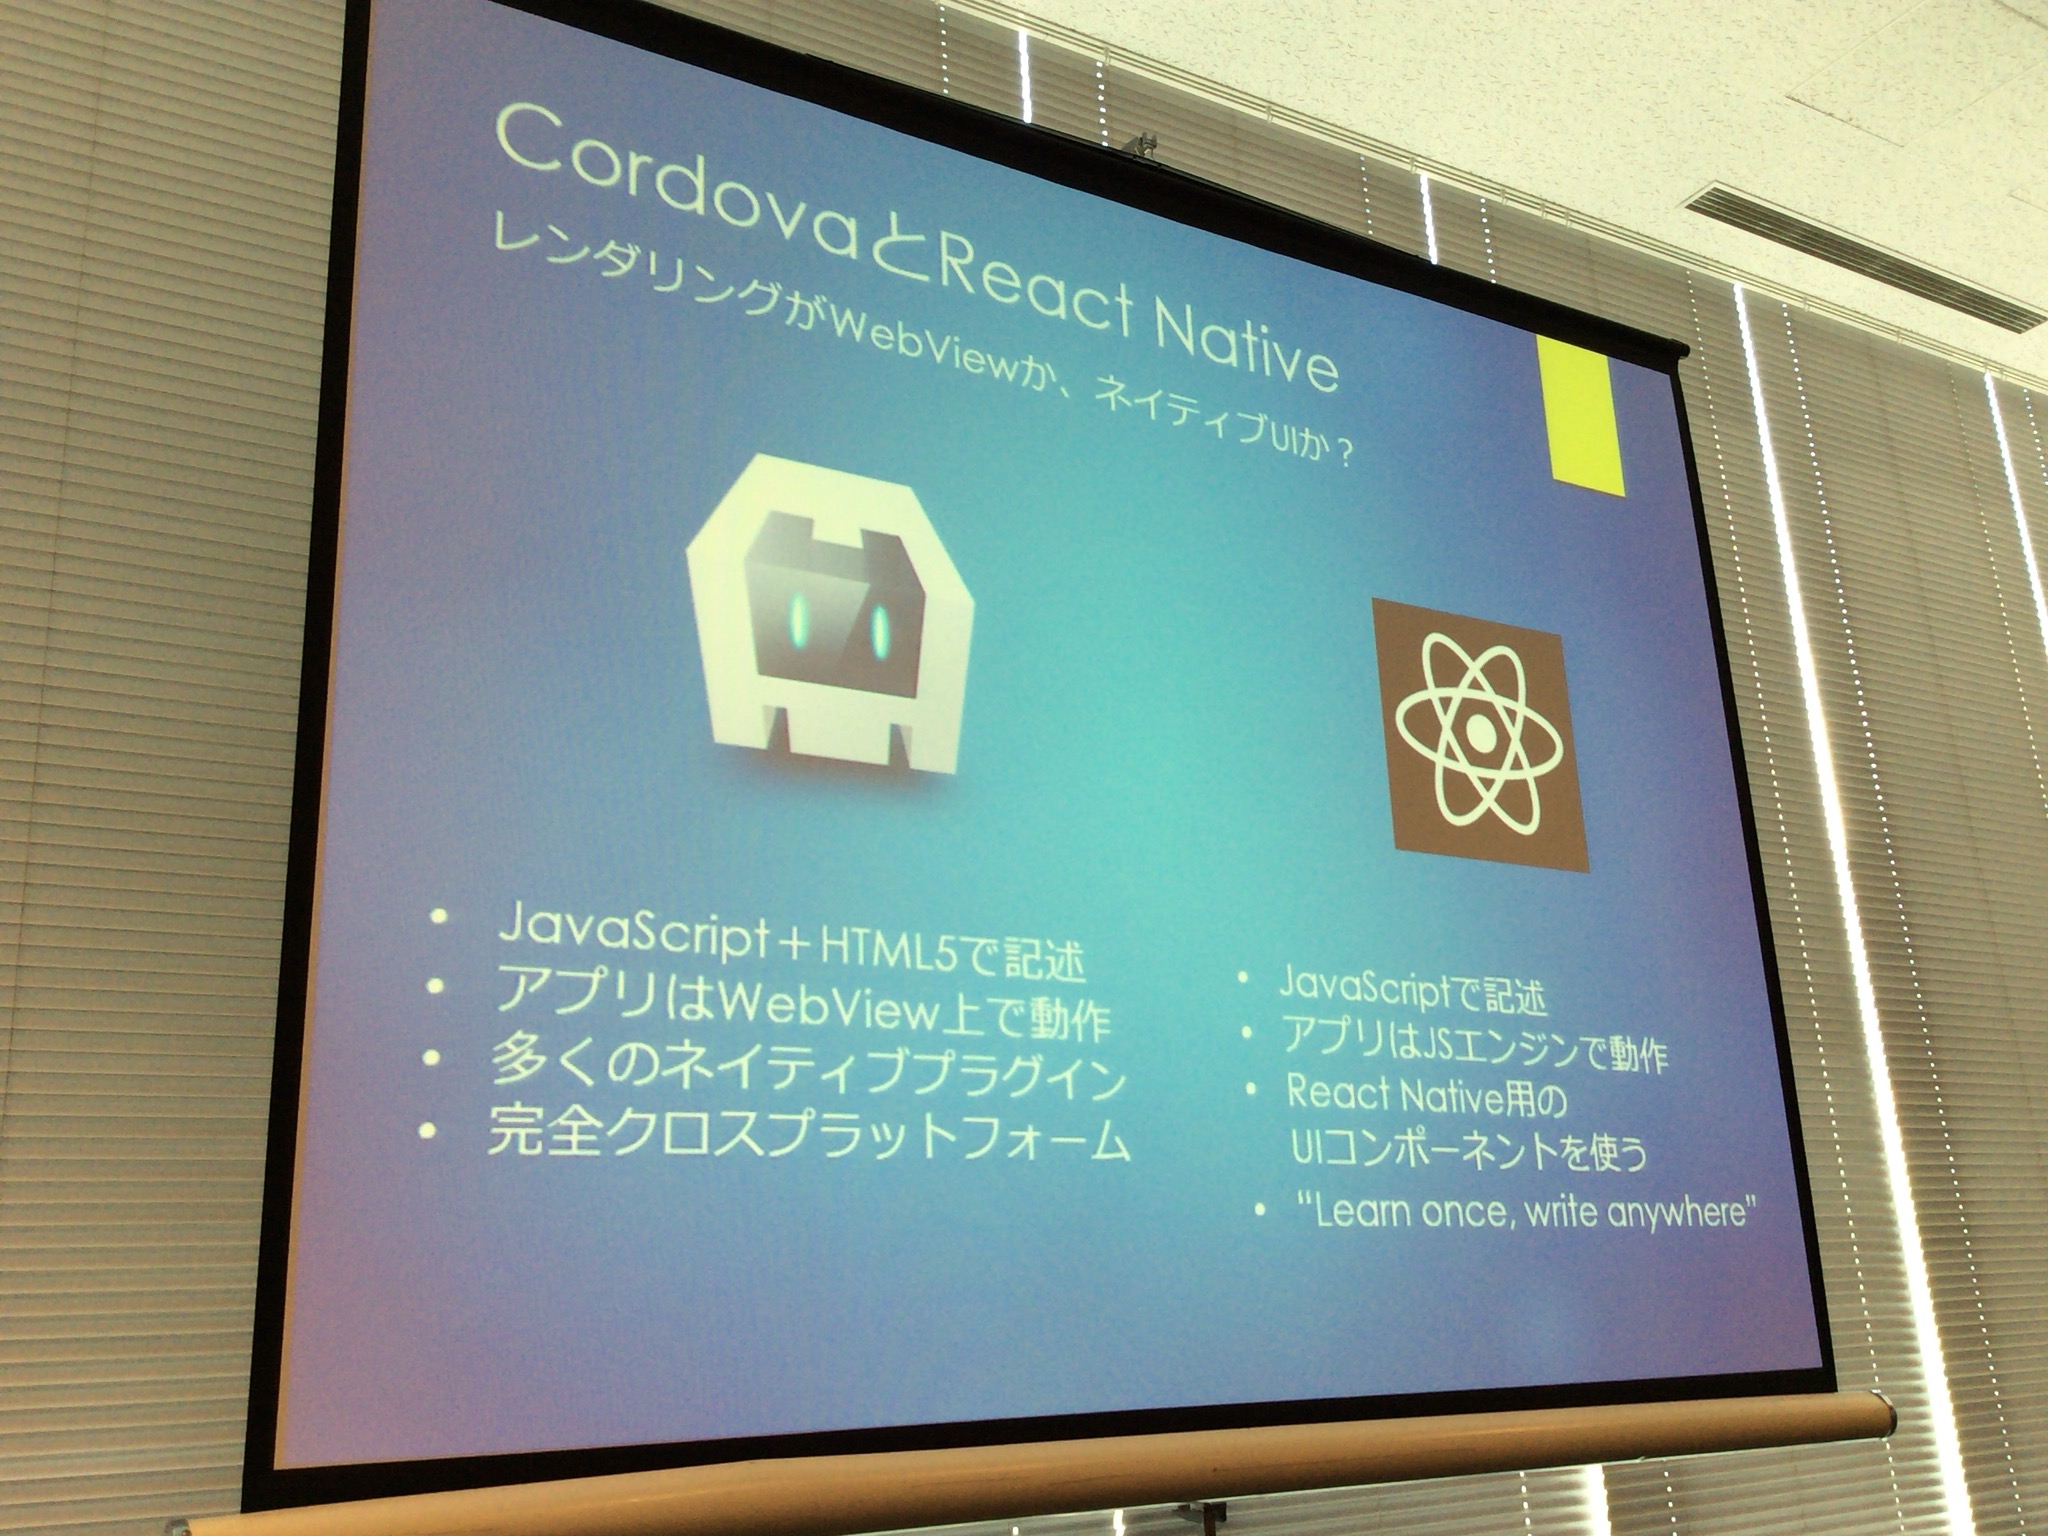 CordovaとReact Native
レンダリングがWebViewか、ネイティブUIか？
• JavaScript＋HTML5で記述
• アプリはWebView上で動作
• 多くのネイティブプラグイン
• 完全クロスプラットフォーム
• JavaScriptで記述
• アプリはJSエンジンで動作
• React Native用の
UIコンポーネントを使う
• “Learn once, write anywhere”